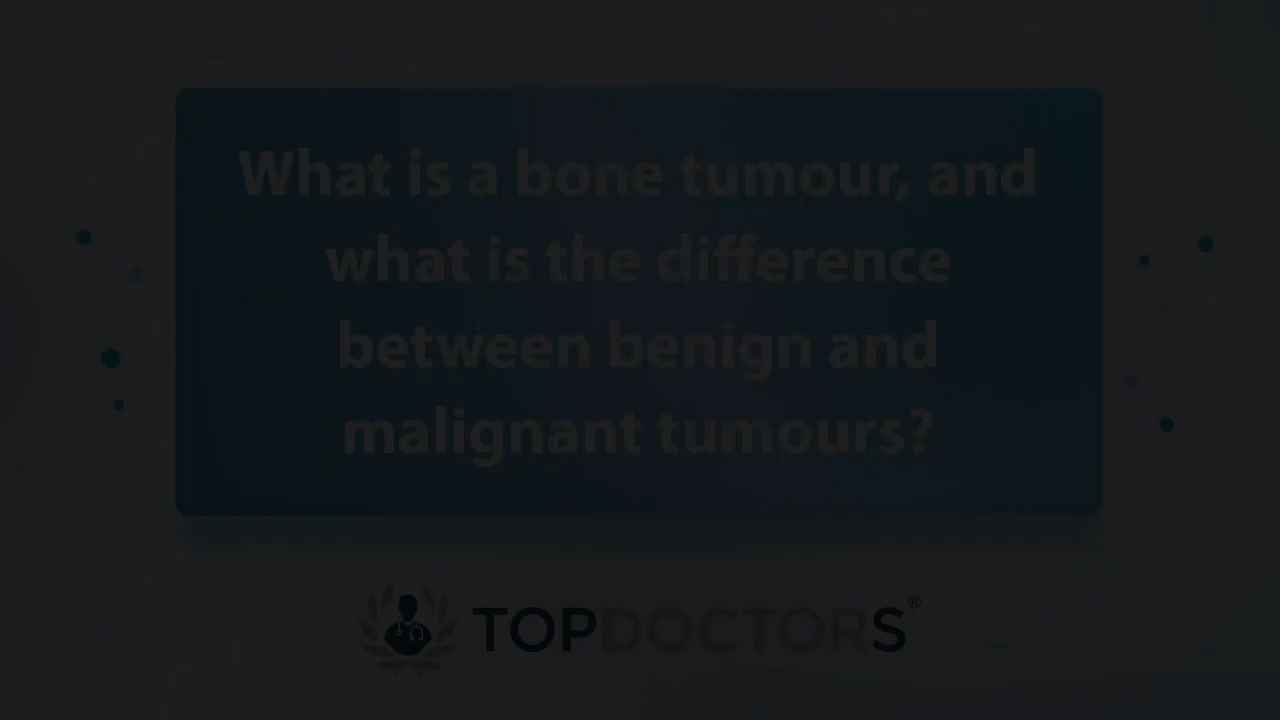 What is a bone tumour, and
what is the difference
between benign and
malignant tumours?
TOPDOCTORS®